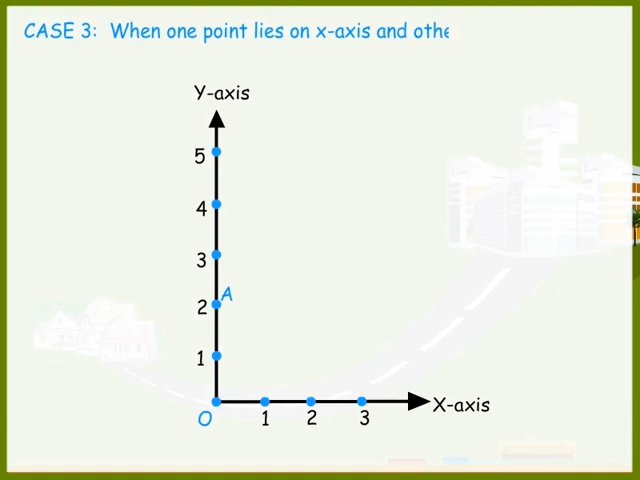 CASE 3: When one point lies on x-axis and othe
Y-axis
5
4
3
A
2
1
O
1 2 3
X-axis